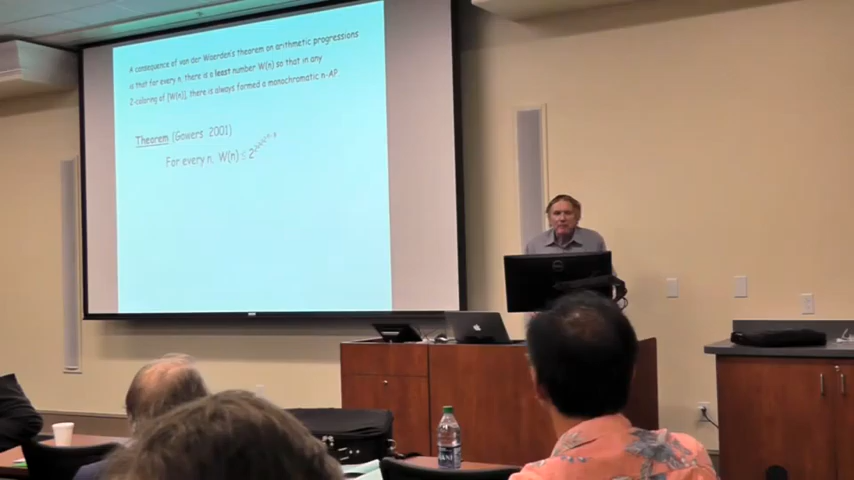 A consequence of van der Waerden's theorem on arithmetic progressions
is that for every n, there is a least number W(n) so that in any
2-coloring of [W(n)], there is always formed a monochromatic n-AP
Theorem (Gowers, 2001)
For every n, W(n) ≤ 2